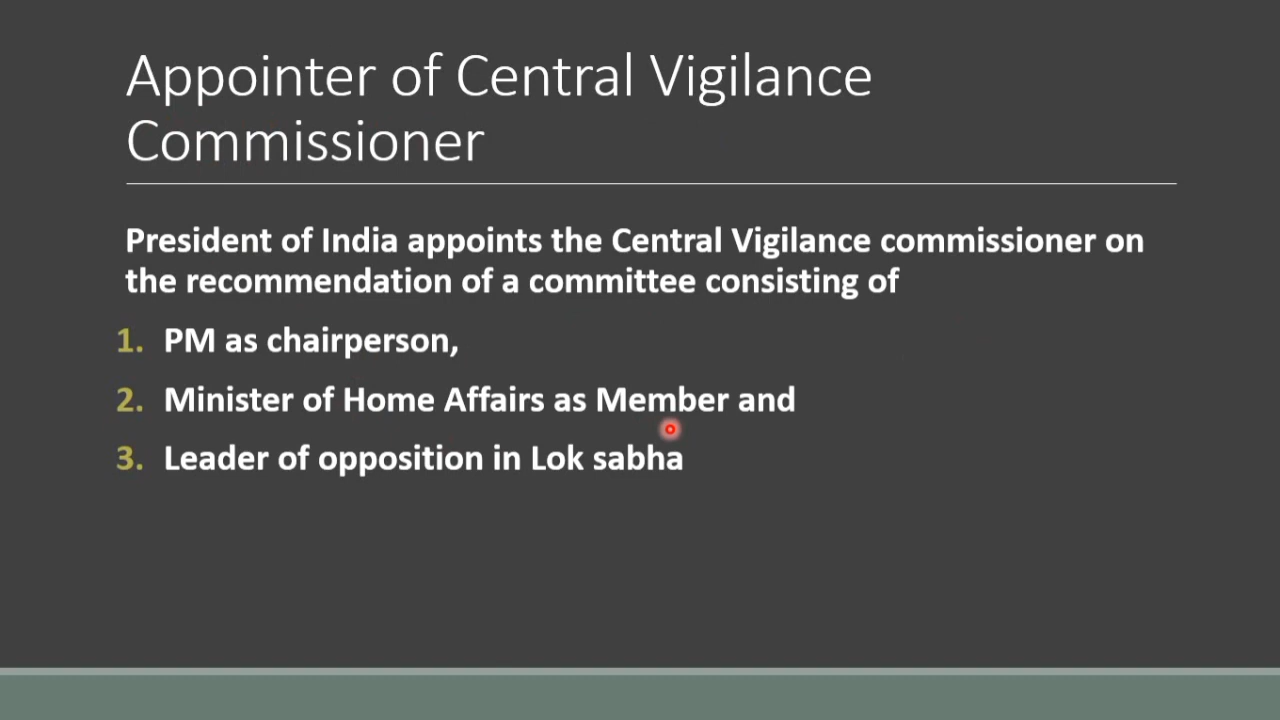 Appointer of Central Vigilance
Commissioner
President of India appoints the Central Vigilance commissioner on
the recommendation of a committee consisting of
1. PM as chairperson,
2. Minister of Home Affairs as Member and
3. Leader of opposition in Lok sabha